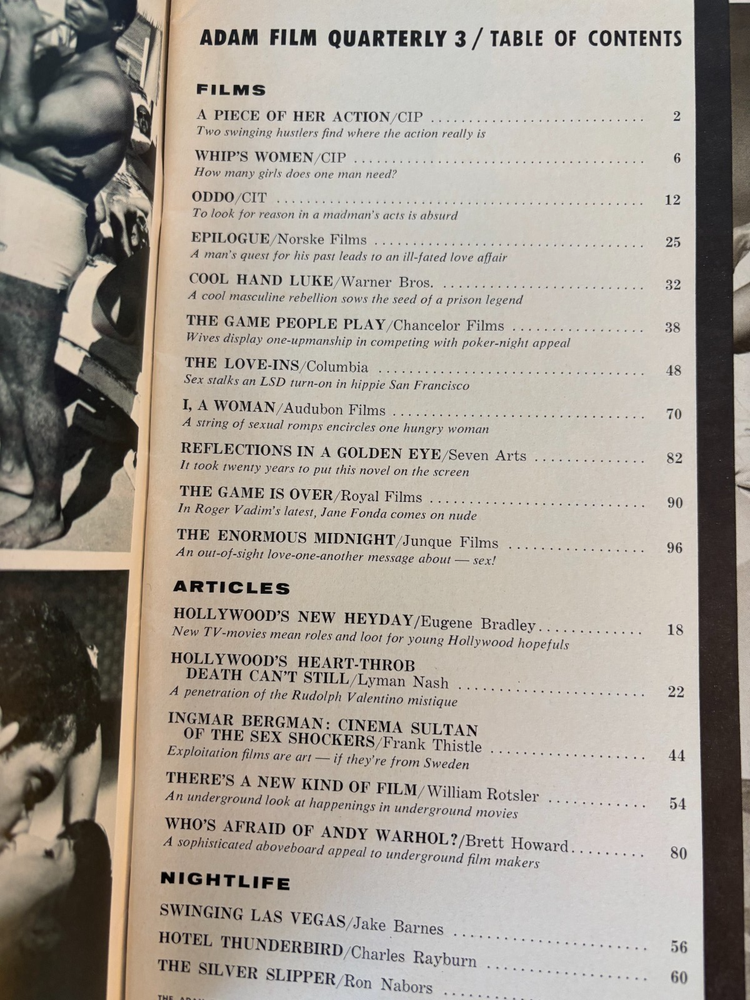 ADAM FILM QUARTERLY 3 / TABLE OF CONTENTS
FILMS
A PIECE OF HER ACTION/CIP ........ 2
Two swinging hustlers find where the action really is
WHIP'S WOMEN/CIP ........ 6
How many girls does one man need?
ODDO/CIT ........ 12
To look for reason in a madman's acts is absurd
EPILOGUE/Norske Films ........ 25
A man's quest for his past leads to an ill-fated love affair
COOL HAND LUKE/Warner Bros. ........ 32
A cool masculine rebellion sows the seed of a prison legend
THE GAME PEOPLE PLAY/Chancelor Films ........ 38
Wives display one-upmanship in competing with poker-night appeal
THE LOVE-INS/Columbia ........ 48
Sex stalks an LSD turn-on in hippie San Francisco
I, A WOMAN/Audubon Films ........ 70
A string of sexual romps encircles one hungry woman
REFLECTIONS IN A GOLDEN EYE/Seven Arts ........ 82
It took twenty years to put this novel on the screen
THE GAME IS OVER/Royal Films ........ 90
In Roger Vadim's latest, Jane Fonda comes on nude
THE ENORMOUS MIDNIGHT/Junque Films ........ 96
An out-of-sight love-one-another message about — sex!
ARTICLES
HOLLYWOOD'S NEW HEYDAY/Eugene Bradley ........ 18
New TV-movies mean roles and loot for young Hollywood hopefuls
HOLLYWOOD'S HEART-THROB
DEATH CAN'T STILL/Lyman Nash ........ 22
A penetration of the Rudolph Valentino mistique
INGMAR BERGMAN: CINEMA SULTAN
OF THE SEX SHOCKERS/Frank Thistle ........ 44
Exploitation films are art — if they're from Sweden
THERE'S A NEW KIND OF FILM/William Rotsler ........ 54
An underground look at happenings in underground movies
WHO'S AFRAID OF ANDY WARHOL?/Brett Howard ........ 80
A sophisticated aboveboard appeal to underground film makers
NIGHTLIFE
SWINGING LAS VEGAS/Jake Barnes ........ 56
HOTEL THUNDERBIRD/Charles Rayburn ........ 60
THE SILVER SLIPPER/Ron Nabors ........